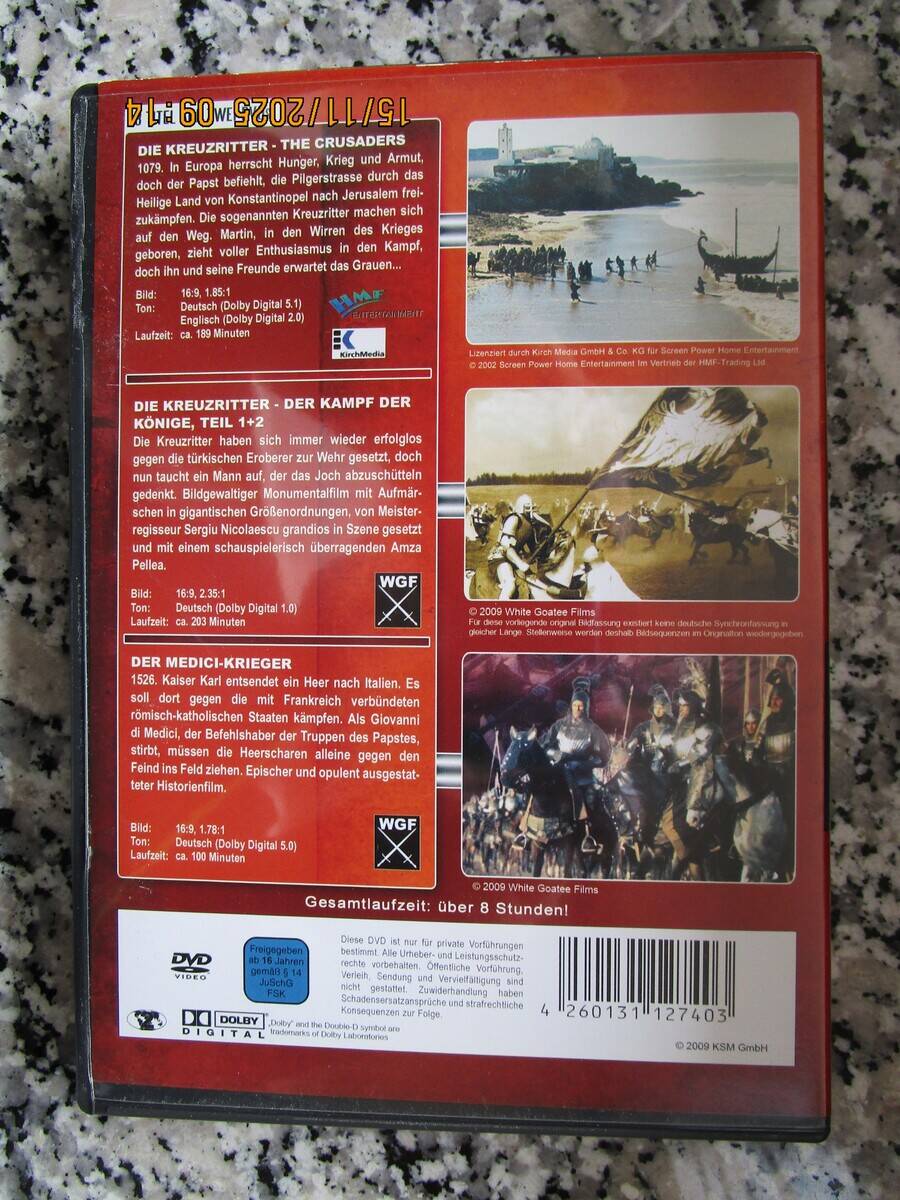 15/11/2025 09:14
DIE KREUZRITTER - THE CRUSADERS
1079. In Europa herrscht Hunger, Krieg und Armut,
doch der Papst befiehlt, die Pilgerstrasse durch das
Heilige Land von Konstantinopel nach Jerusalem frei-
zukämpfen. Die sogenannten Kreuzritter machen sich
auf den Weg. Martin, in den Wirren des Krieges
geboren, zieht voller Enthusiasmus in den Kampf,
doch ihn und seine Freunde erwartet das Grauen...
Bild: 16:9, 1.85:1
Ton: Deutsch (Dolby Digital 5.1)
Englisch (Dolby Digital 2.0)
Laufzeit: ca. 189 Minuten
HMF
ENTERTAINMENT
KirchMedia
Lizenziert durch Kirch Media GmbH & Co. KG für Screen Power Home Entertainment
© 2002 Screen Power Home Entertainment Im Vertrieb der HMF-Trading Ltd.
DIE KREUZRITTER - DER KAMPF DER
KÖNIGE, TEIL 1+2
Die Kreuzritter haben sich immer wieder erfolglos
gegen die türkischen Eroberer zur Wehr gesetzt, doch
nun taucht ein Mann auf, der das Joch abzuschütteln
gedenkt. Bildgewaltiger Monumentalfilm mit Aufmär-
schen in gigantischen Größenordnungen, von Meister-
regisseur Sergiu Nicolaescu grandios in Szene gesetzt
und mit einem schauspielerisch überragenden Amza
Pellea.
Bild: 16:9, 2.35:1
Ton: Deutsch (Dolby Digital 1.0)
Laufzeit: ca. 203 Minuten
WGF
© 2009 White Goatee Films
Für diese vorliegende original Bildfassung existiert keine deutsche Synchronfassung in
gleicher Länge. Stellenweise werden deshalb Bildsequenzen im Originalton wiedergegeben.
DER MEDICI-KRIEGER
1526. Kaiser Karl entsendet ein Heer nach Italien. Es
soll dort gegen die mit Frankreich verbündeten
römisch-katholischen Staaten kämpfen. Als Giovanni
di Medici, der Befehlshaber der Truppen des Papstes,
stirbt, müssen die Heerscharen alleine gegen den
Feind ins Feld ziehen. Epischer und opulent ausgestat-
teter Historienfilm.
Bild: 16:9, 1.78:1
Ton: Deutsch (Dolby Digital 5.0)
Laufzeit: ca. 100 Minuten
WGF
© 2009 White Goatee Films
Gesamtlaufzeit: über 8 Stunden!
DVD
VIDEO
Freigegeben
ab 16 Jahren
gemäß § 14
JuSchG
FSK
Diese DVD ist nur für private Vorführungen
bestimmt. Alle Urheber- und Leistungsschutz-
rechte vorbehalten. Öffentliche Vorführung,
Verleih, Sendung und Vervielfältigung sind
nicht gestattet. Zuwiderhandlung haben
Schadensersatzansprüche und strafrechtliche
Konsequenzen zur Folge.
4 260131 127403
2
DOLBY
DIGITAL
„Dolby" and the Double-D symbol are
trademarks of Dolby Laboratories
© 2009 KSM GmbH